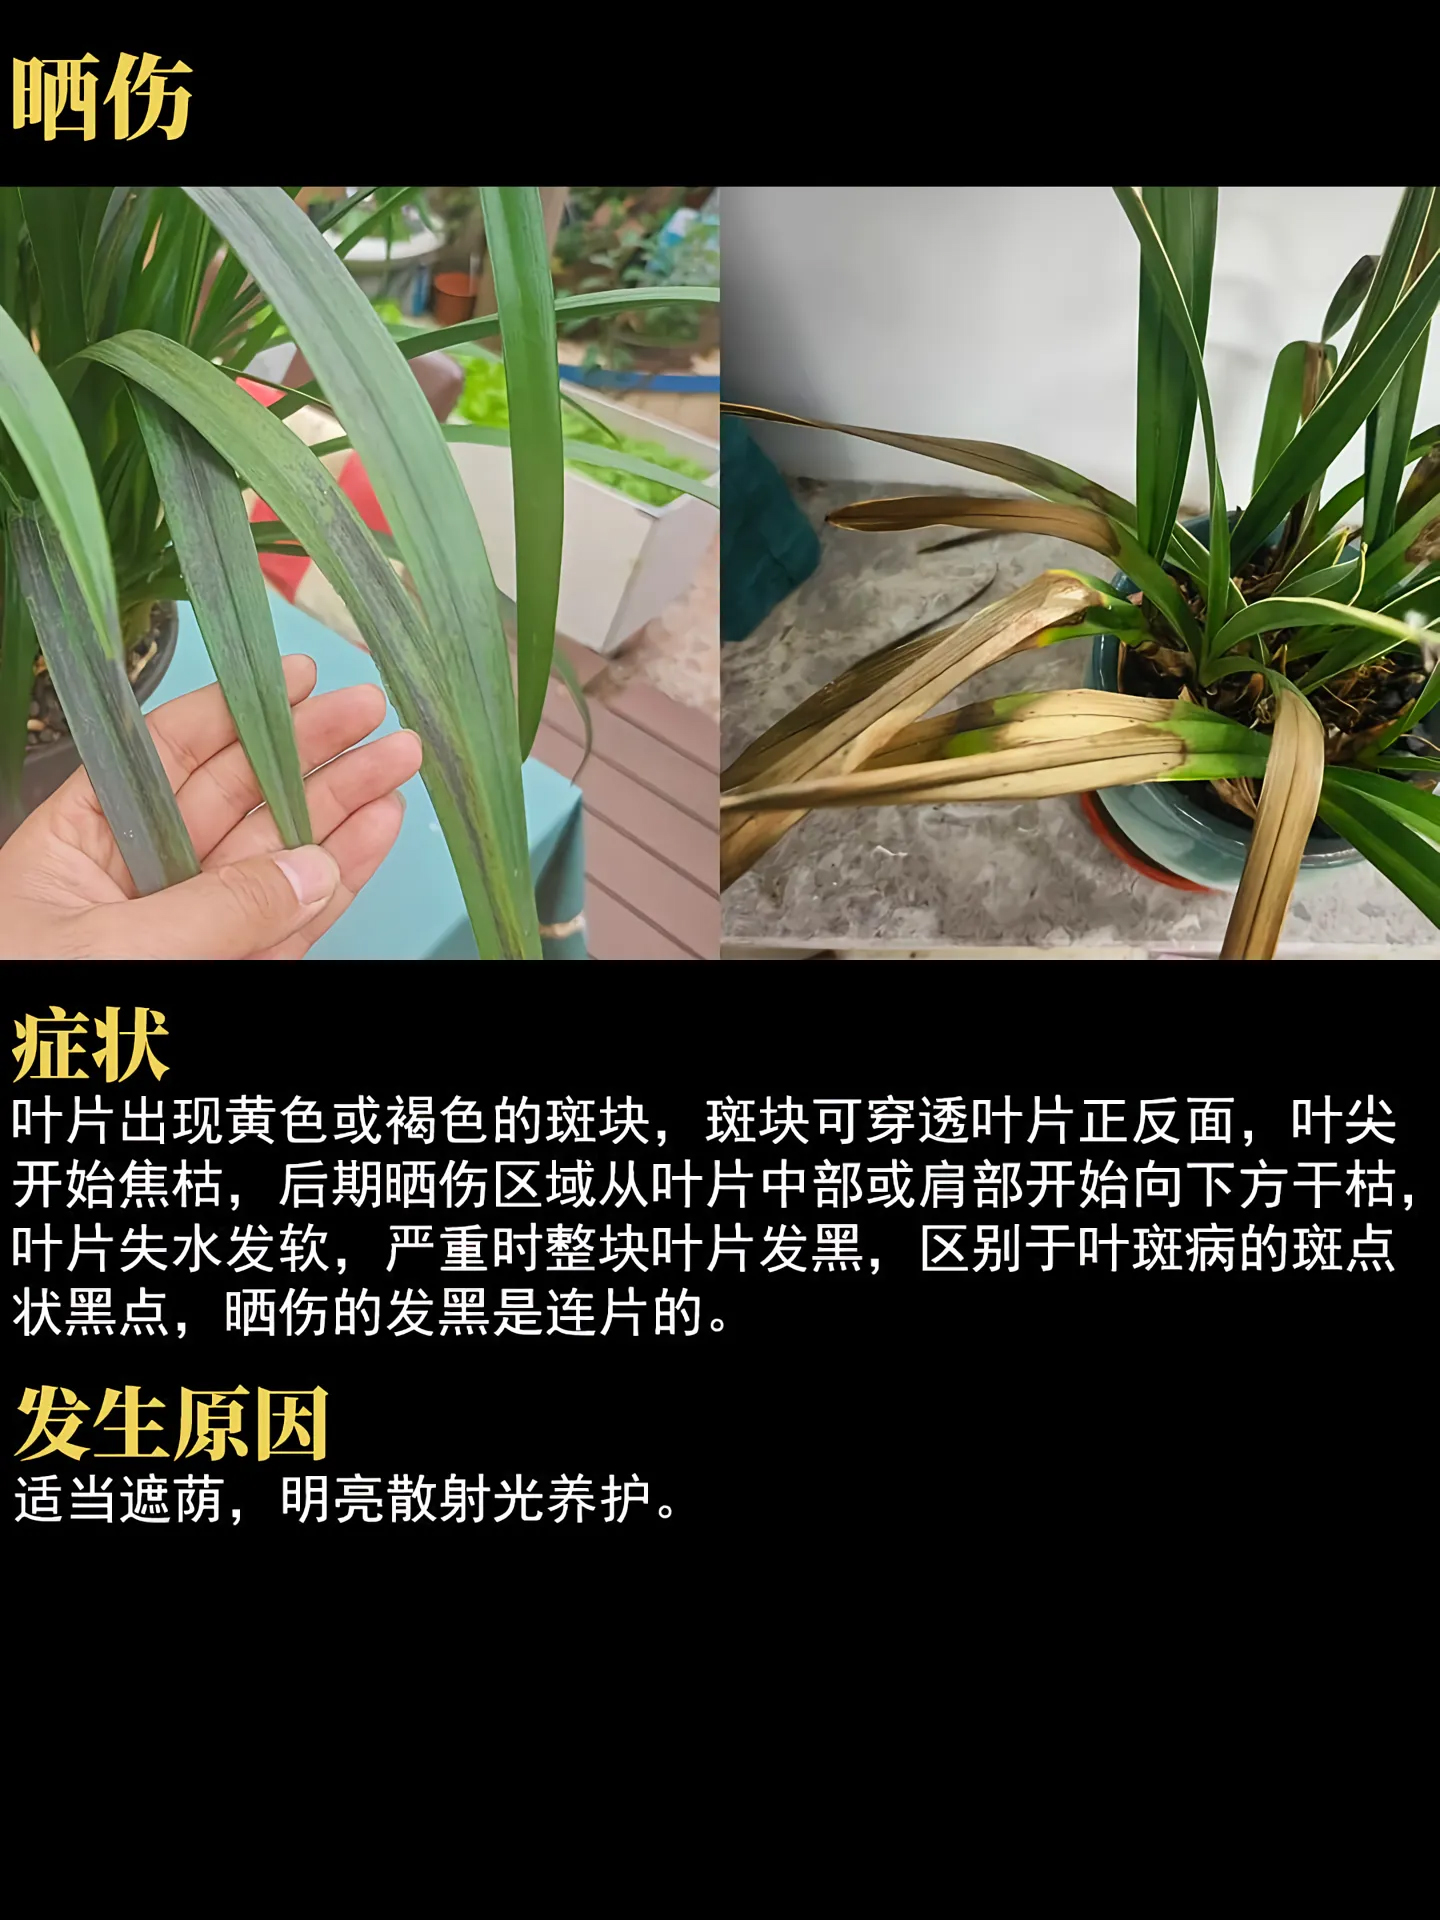 晒伤
症状
叶片出现黄色或褐色的斑块，斑块可穿透叶片正反面，叶尖
开始焦枯，后期晒伤区域从叶片中部或肩部开始向下方干枯，
叶片失水发软，严重时整块叶片发黑，区别于叶斑病的斑点
状黑点，晒伤的发黑是连片的。
发生原因
适当遮荫，明亮散射光养护。